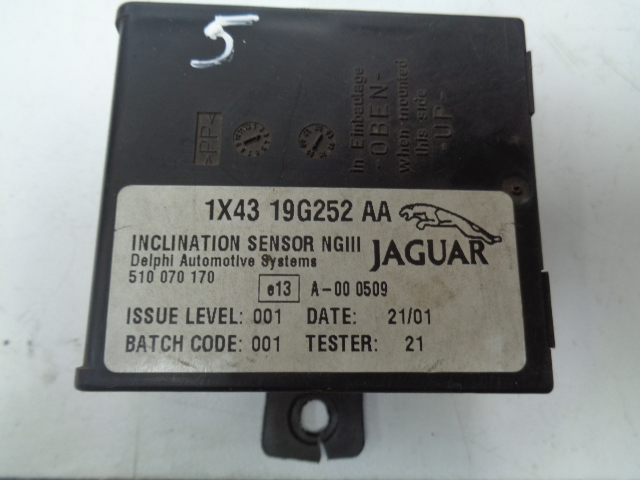 5
>PP<
in Einbaulage
-OBEN-
when mounted
this side
-UP-
1X43 19G252 AA
INCLINATION SENSOR NGIII
JAGUAR
Delphi Automotive Systems
510 070 170
e13 A-00 0509
ISSUE LEVEL: 001 DATE: 21/01
BATCH CODE: 001 TESTER: 21